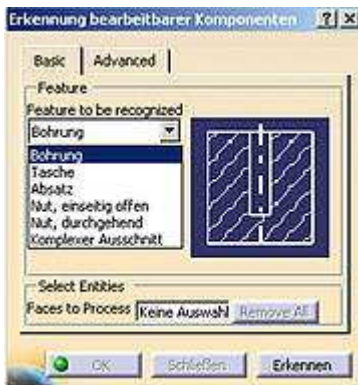 Erkennung bearbeitbarer Komponenten ? X
Basic Advanced
Feature
Feature to be recognized
Bohrung
Bohrung
Tasche
Absatz
Nut, einseitig offen
Nut, durchgehend
Komplexer Ausschnitt
Select Entities
Faces to Process Keine Auswahl Remove All
OK Schließen Erkennen